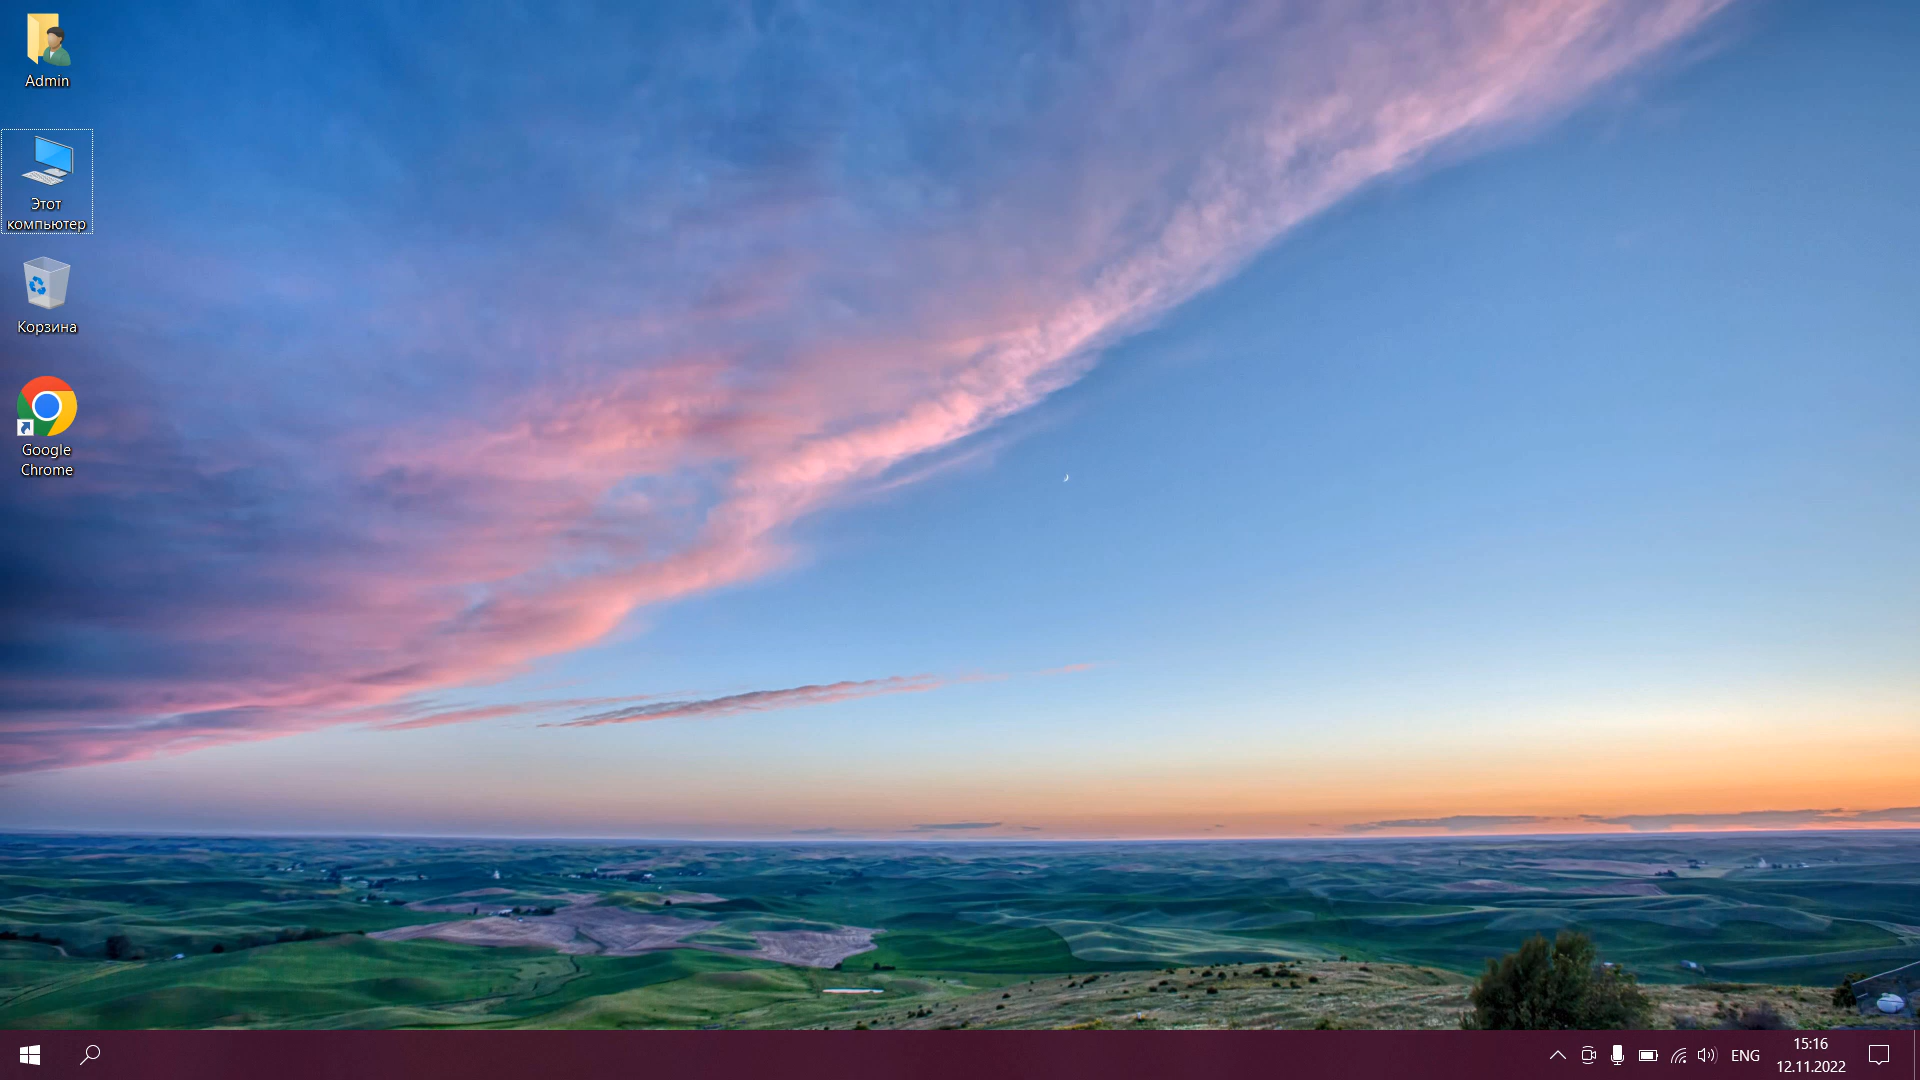 Admin
Этот
компьютер
Корзина
Google
Chrome
ENG
15:16
12.11.2022